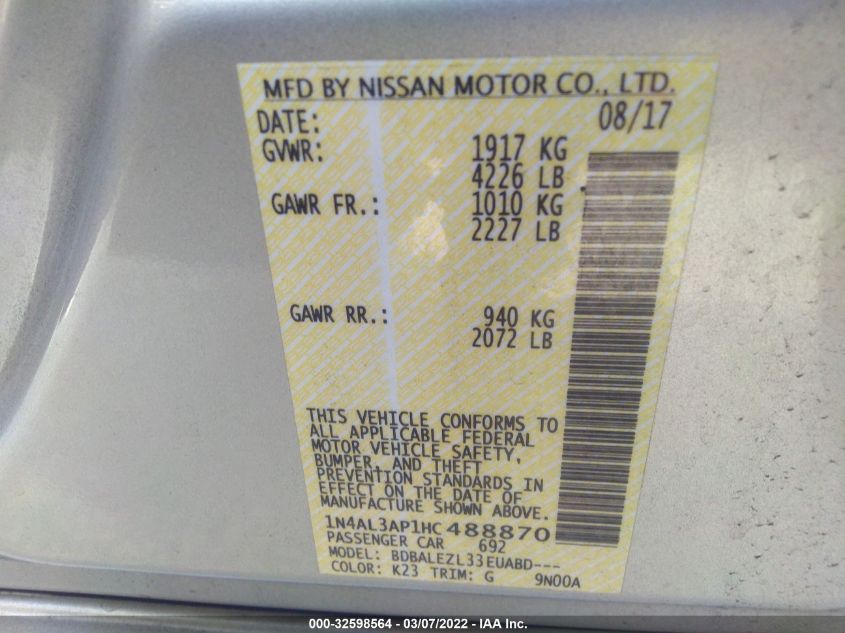 MFD BY NISSAN MOTOR CO., LTD.
DATE: 08/17
GVWR: 1917 KG
4226 LB
GAWR FR.: 1010 KG
2227 LB
GAWR RR.: 940 KG
2072 LB
THIS VEHICLE CONFORMS TO
ALL APPLICABLE FEDERAL
MOTOR VEHICLE SAFETY,
BUMPER, AND THEFT
PREVENTION STANDARDS IN
EFFECT ON THE DATE OF
MANUFACTURE SHOWN ABOVE.
1N4AL3AP1HC488870
PASSENGER CAR 692
MODEL: BDBALEZL33EUABD---
COLOR: K23 TRIM: G 9N00A
000-32598564 — 03/07/2022 — IAA Inc.